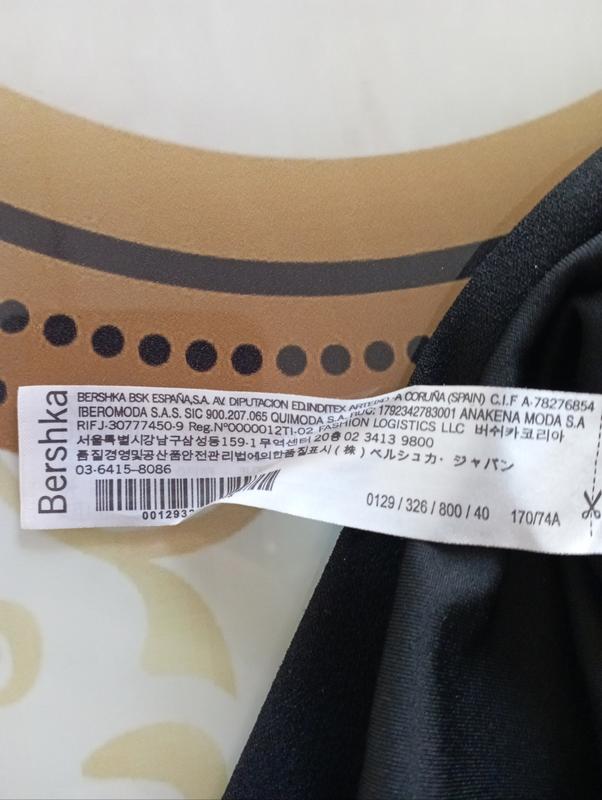 Bershka
BERSHKA BSK ESPAÑA,S.A. AV. DIPUTACION ED.INDITEX A CORUÑA (SPAIN) C.I.F A-78276854
IBEROMODA S.A.S. SIC 900.207.065 QUIMODA S.A. RUC: 1792342783001 ANAKENA MODA S.A
RIFJ-30777450-9 Reg.Nº0000012TI-02 FASHION LOGISTICS LLC 버쉬카코리아
서울특별시강남구삼성동159-1무역센터20층 02 3413 9800
품질경영및공산품안전관리법에의한품질표시 (株) ベルシュカ・ジャパン
03-6415-8086
0129 / 326 / 800 / 40 170/74A